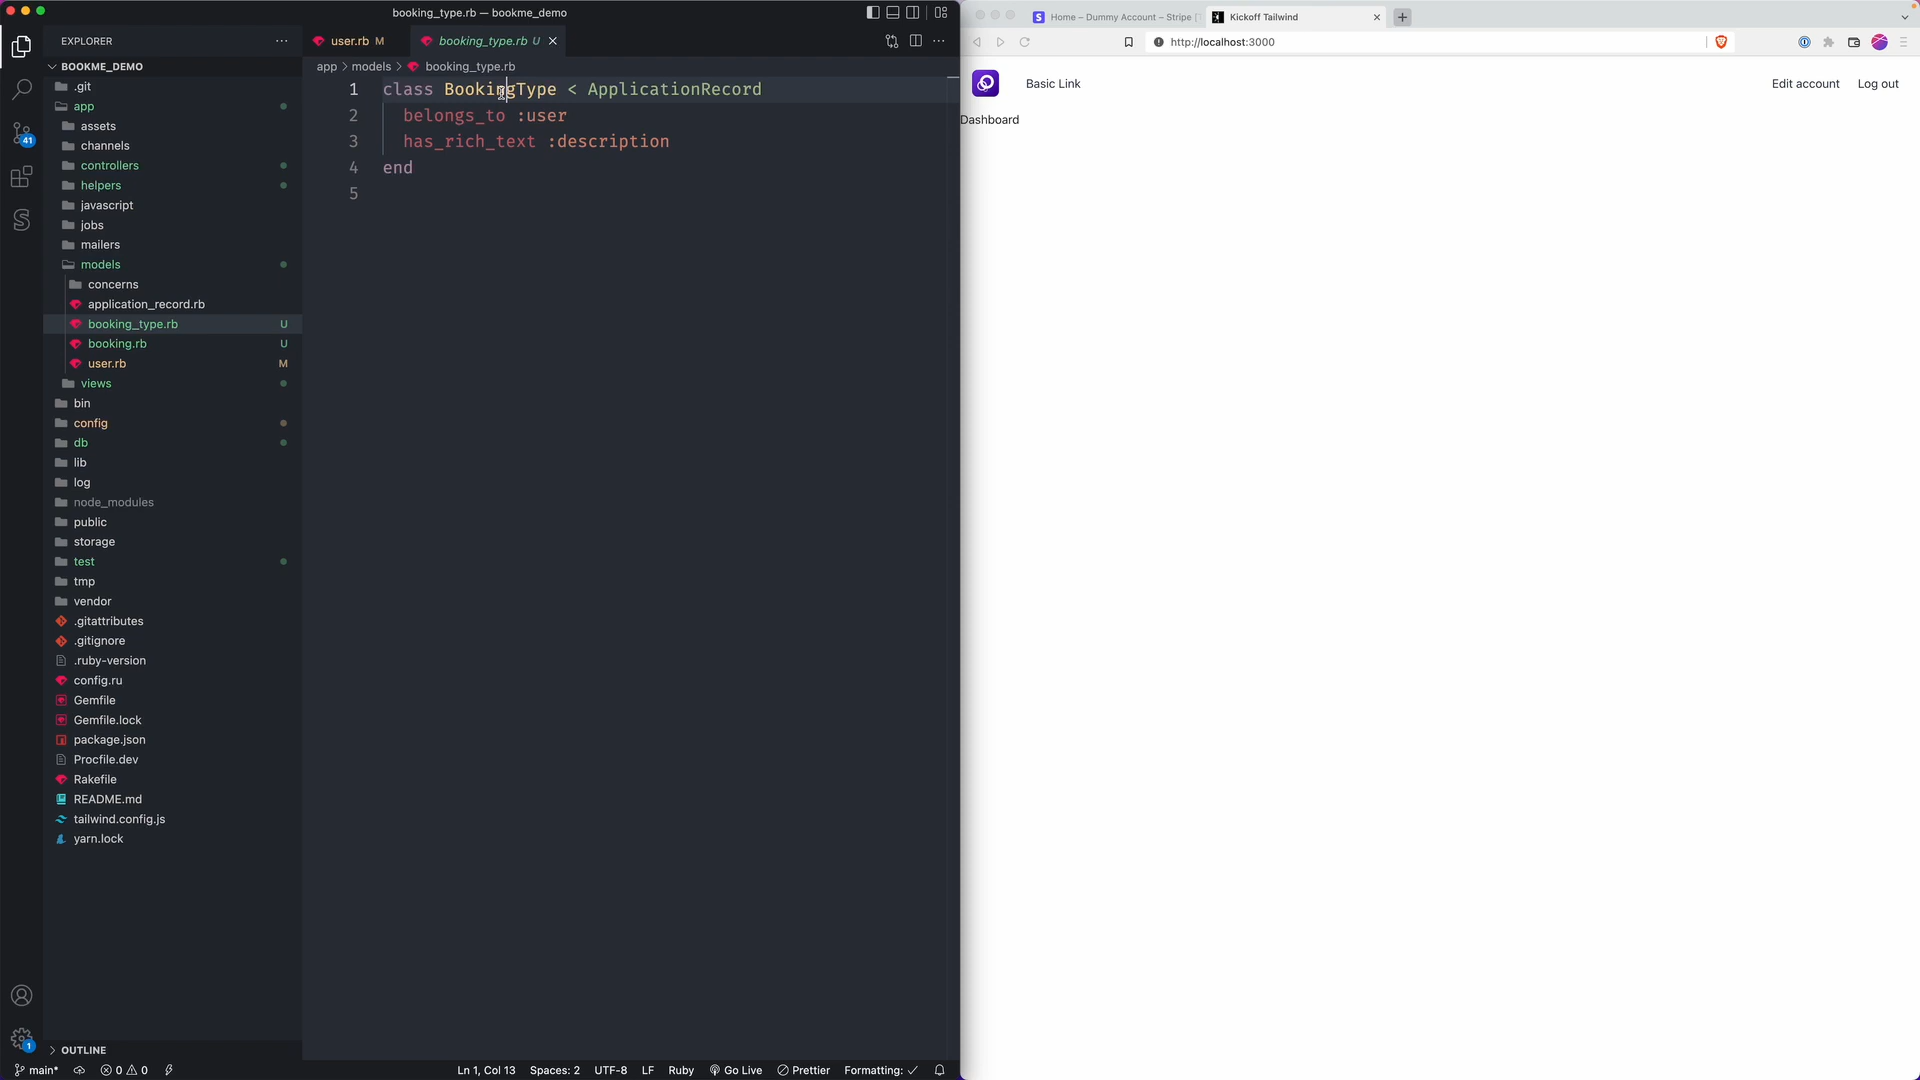 booking_type.rb — bookme_demo
EXPLORER
BOOKME_DEMO
.git
app
assets
channels
controllers
helpers
javascript
jobs
mailers
models
concerns
application_record.rb
booking_type.rb U
booking.rb U
user.rb M
views
bin
config
db
lib
log
node_modules
public
storage
test
tmp
vendor
.gitattributes
.gitignore
.ruby-version
config.ru
Gemfile
Gemfile.lock
package.json
Procfile.dev
Rakefile
README.md
tailwind.config.js
yarn.lock
OUTLINE
41
1
user.rb M
booking_type.rb U
app > models > booking_type.rb
1 class BookingType < ApplicationRecord
2 belongs_to :user
3 has_rich_text :description
4 end
5
main* 0 0 Ln 1, Col 13 Spaces: 2 UTF-8 LF Ruby Go Live Prettier Formatting:
Home – Dummy Account – Stripe
Kickoff Tailwind
http://localhost:3000
Basic Link
Edit account
Log out
Dashboard